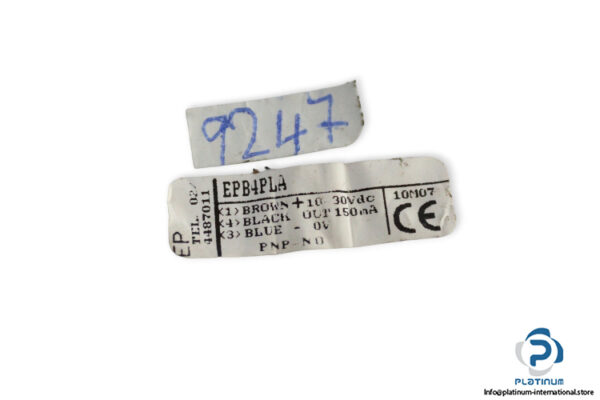 9247
EP
TEL. 02/
4487011
EPB4PLA
<1> BROWN + 10 30Vdc
<4> BLACK OUT 150mA
<3> BLUE - 0V
PNP-NO
10M07
CE
PLATINUM
Info@platinum-international.store